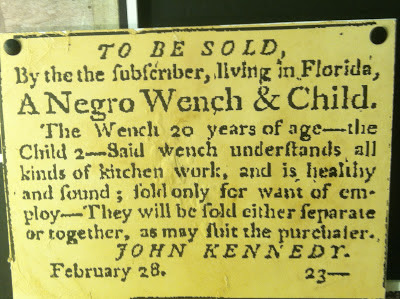 TO BE SOLD,
By the the subscriber, living in Florida,
A Negro Wench & Child.
The Wench 20 years of age—the
Child 2—Said wench understands all
kinds of kitchen work, and is healthy
and sound; sold only for want of em-
ploy—They will be sold either separate
or together, as may suit the purchaser.
JOHN KENNEDY.
February 28. 23—